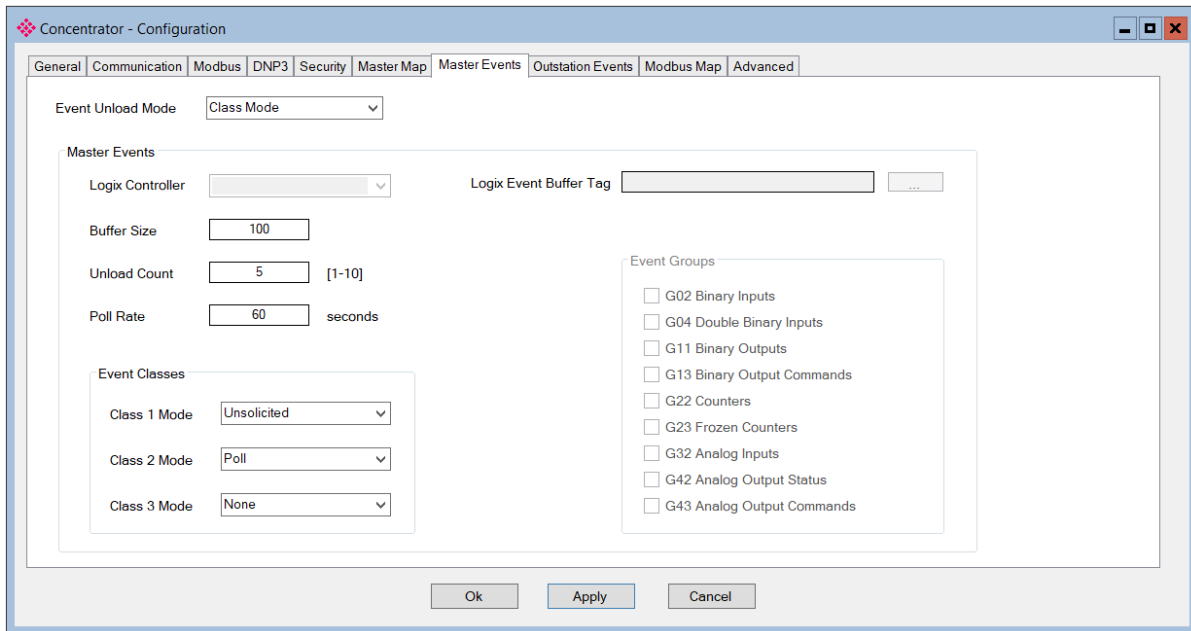 Concentrator - Configuration
General Communication Modbus DNP3 Security Master Map Master Events Outstation Events Modbus Map Advanced
Event Unload Mode Class Mode
Master Events
Logix Controller Logix Event Buffer Tag ...
Buffer Size 100
Unload Count 5 [1-10]
Poll Rate 60 seconds
Event Classes
Class 1 Mode Unsolicited
Class 2 Mode Poll
Class 3 Mode None
Event Groups
G02 Binary Inputs
G04 Double Binary Inputs
G11 Binary Outputs
G13 Binary Output Commands
G22 Counters
G23 Frozen Counters
G32 Analog Inputs
G42 Analog Output Status
G43 Analog Output Commands
Ok Apply Cancel